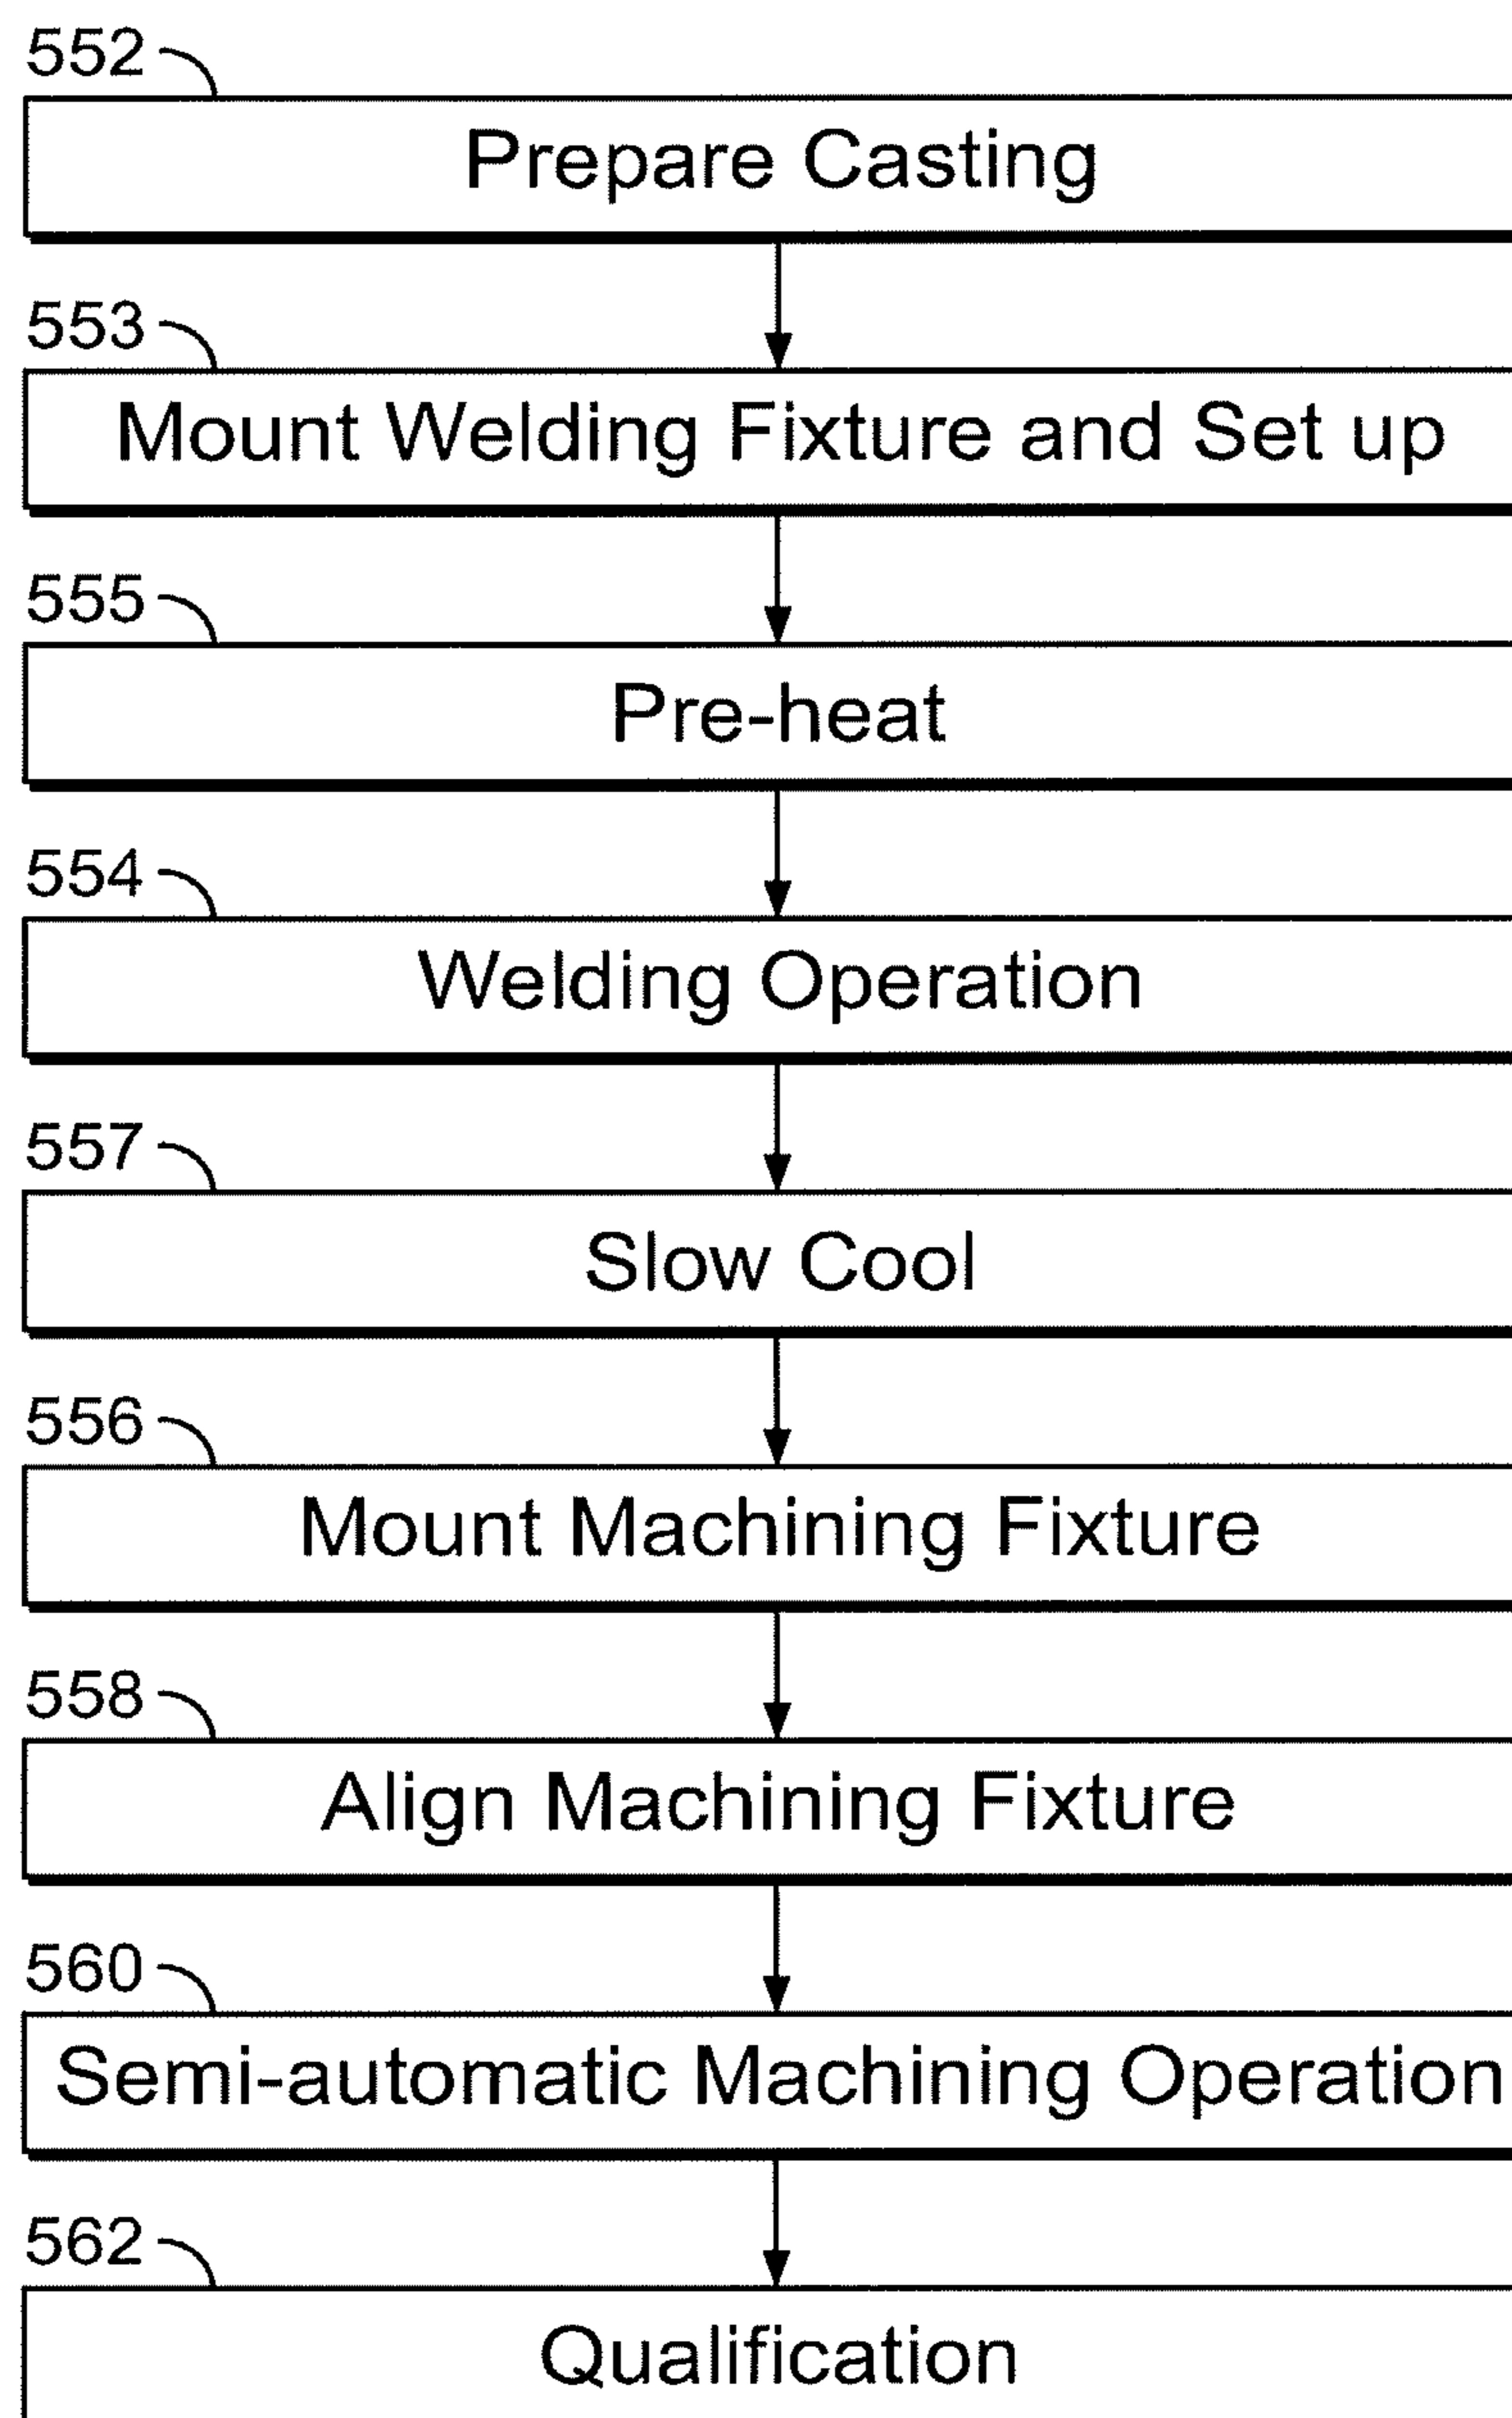 552
Prepare Casting
553
Mount Welding Fixture and Set up
555
Pre-heat
554
Welding Operation
557
Slow Cool
556
Mount Machining Fixture
558
Align Machining Fixture
560
Semi-automatic Machining Operation
562
Qualification